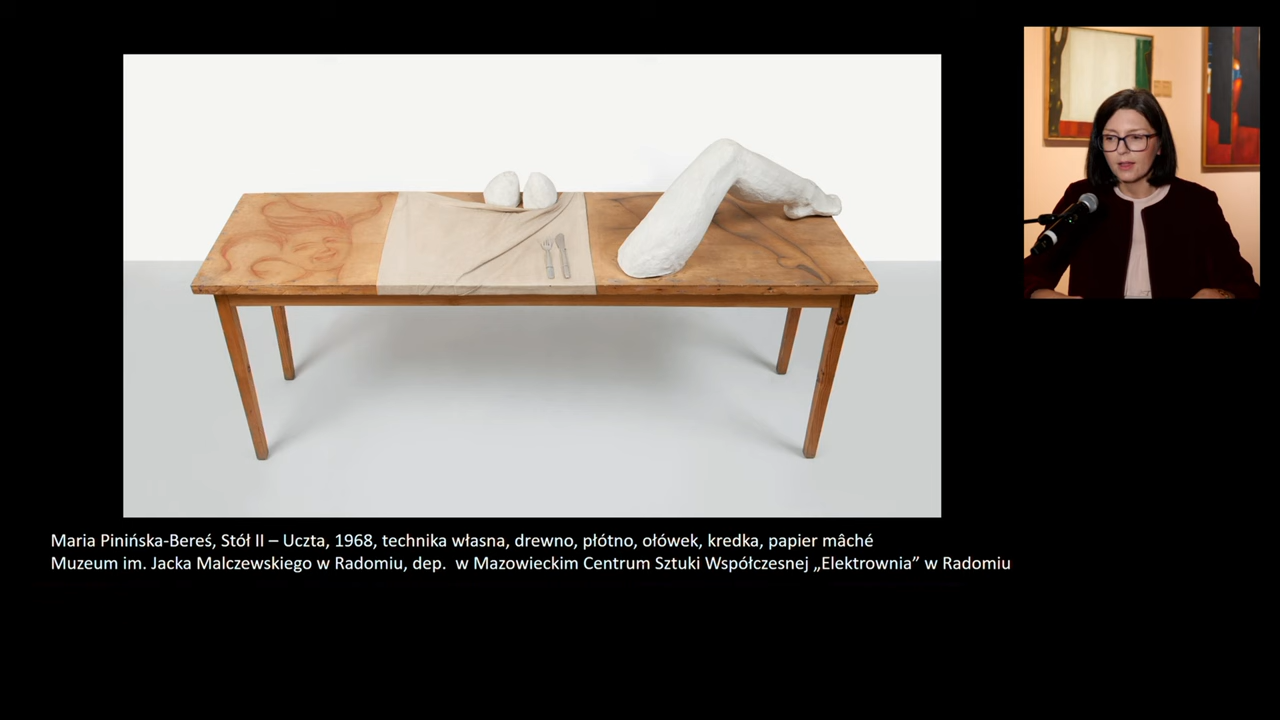 Maria Pinińska-Bereś, Stół II – Uczta, 1968, technika własna, drewno, płótno, ołówek, kredka, papier mâché
Muzeum im. Jacka Malczewskiego w Radomiu, dep.  w Mazowieckim Centrum Sztuki Współczesnej „Elektrownia” w Radomiu